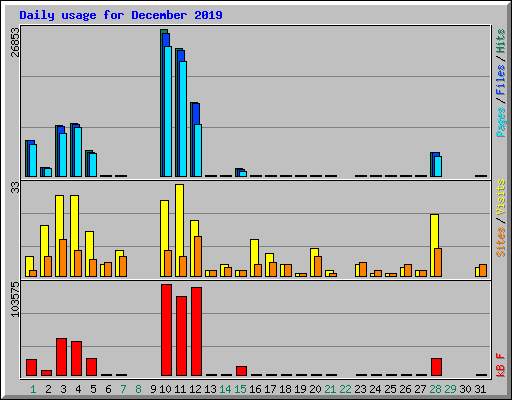 Daily usage for December 2019
26853
Pages / Files / Hits
33
Sites / Visits
103575
kB F
1 2 3 4 5 6 7 8 9 10 11 12 13 14 15 16 17 18 19 20 21 22 23 24 25 26 27 28 29 30 31